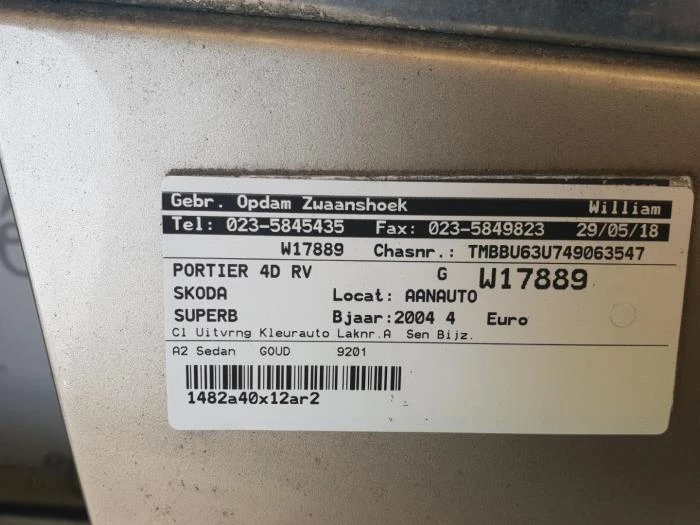 Gebr. Opdam Zwaanshoek William
Tel: 023-5845435 Fax: 023-5849823 29/05/18
W17889 Chasnr.: TMBBU63U749063547
PORTIER 4D RV G W17889
SKODA Locat: AANAUTO
SUPERB Bjaar:2004 4 Euro
Cl Uitvrng Kleurauto Laknr.A Sen Bijz.
A2 Sedan GOUD 9201
1482a40x12ar2